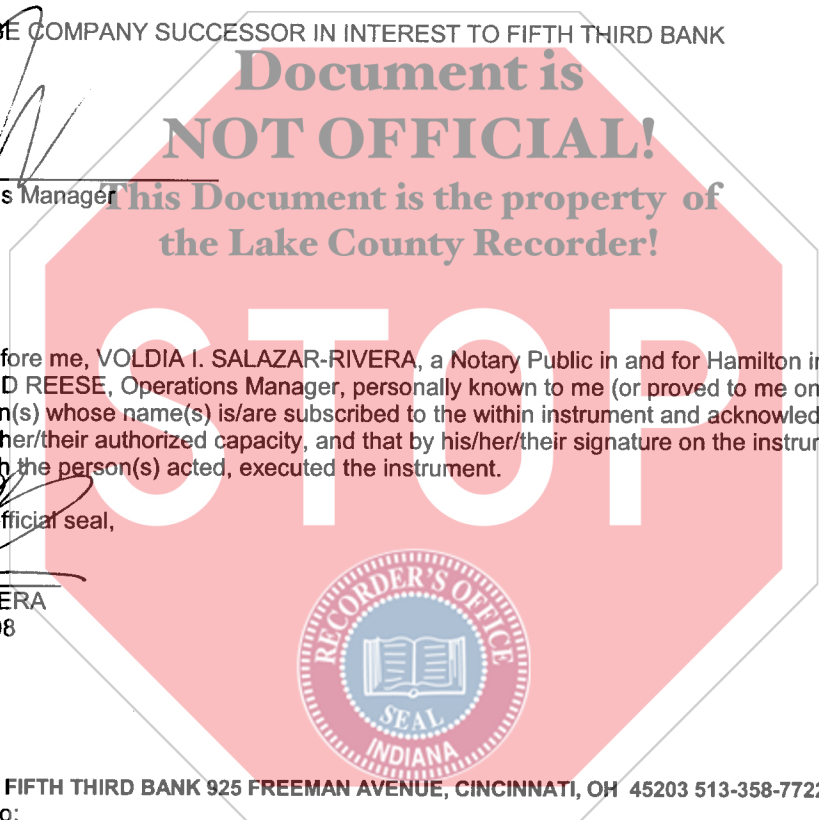 GE COMPANY SUCCESSOR IN INTEREST TO FIFTH THIRD BANK
Document is
NOT OFFICIAL!
s Manager
This Document is the property of
the Lake County Recorder!
STOP
fore me, VOLDIA I. SALAZAR-RIVERA, a Notary Public in and for Hamilton in
D REESE, Operations Manager, personally known to me (or proved to me on
n(s) whose name(s) is/are subscribed to the within instrument and acknowled
her/their authorized capacity, and that by his/her/their signature on the instrum
h the person(s) acted, executed the instrument.
fficial seal,
ERA
08
RECORDER'S OFFICE
SEAL
INDIANA
FIFTH THIRD BANK 925 FREEMAN AVENUE, CINCINNATI, OH 45203 513-358-7722
o: